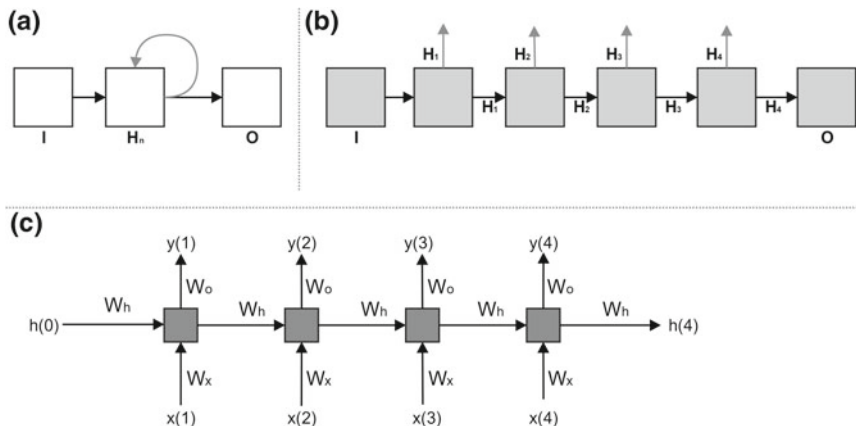 (a)
I Hn O
(b)
H1 H2 H3 H4
H1 H2 H3 H4
I O
(c)
y(1) y(2) y(3) y(4)
Wo Wo Wo Wo
Wh Wh Wh Wh Wh
h(0) h(4)
Wx Wx Wx Wx
x(1) x(2) x(3) x(4)